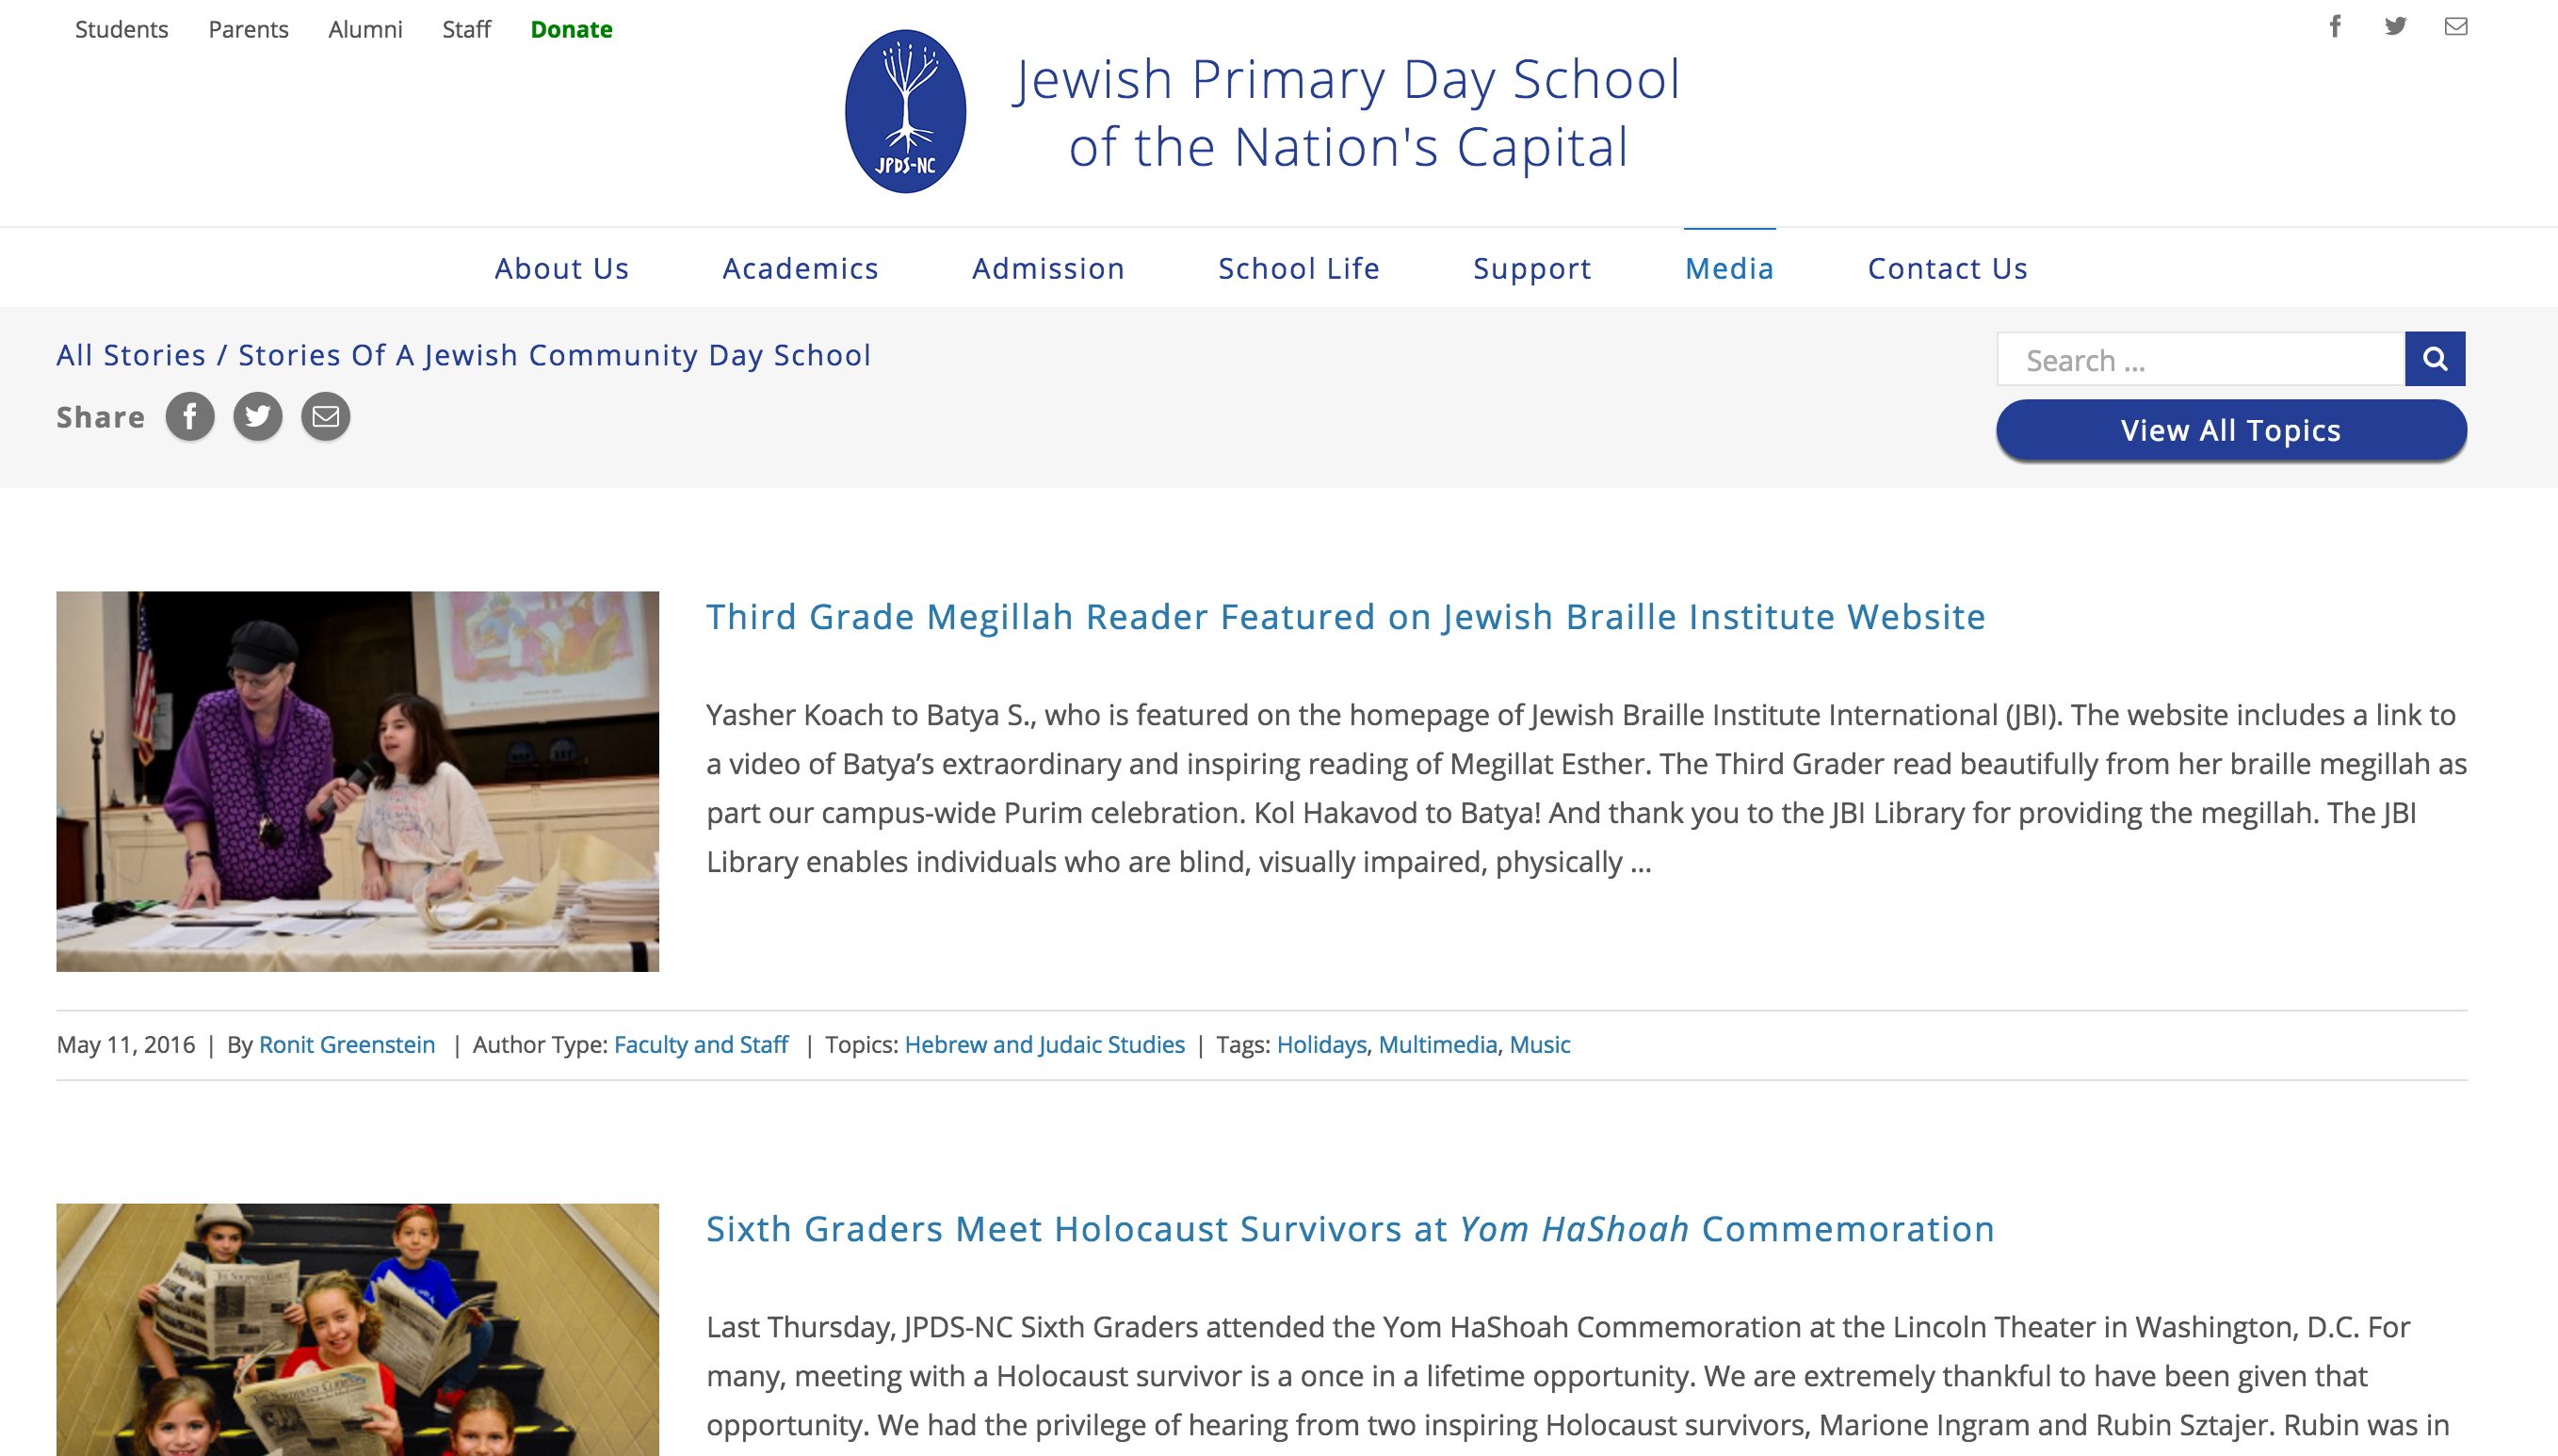 Students Parents Alumni Staff Donate
JPDS-NC
Jewish Primary Day School
of the Nation's Capital
About Us Academics Admission School Life Support Media Contact Us
All Stories / Stories Of A Jewish Community Day School
Search ...
Share
View All Topics
Third Grade Megillah Reader Featured on Jewish Braille Institute Website
Yasher Koach to Batya S., who is featured on the homepage of Jewish Braille Institute International (JBI). The website includes a link to
a video of Batya’s extraordinary and inspiring reading of Megillat Esther. The Third Grader read beautifully from her braille megillah as
part our campus-wide Purim celebration. Kol Hakavod to Batya! And thank you to the JBI Library for providing the megillah. The JBI
Library enables individuals who are blind, visually impaired, physically ...
May 11, 2016 | By Ronit Greenstein | Author Type: Faculty and Staff | Topics: Hebrew and Judaic Studies | Tags: Holidays, Multimedia, Music
Sixth Graders Meet Holocaust Survivors at Yom HaShoah Commemoration
Last Thursday, JPDS-NC Sixth Graders attended the Yom HaShoah Commemoration at the Lincoln Theater in Washington, D.C. For
many, meeting with a Holocaust survivor is a once in a lifetime opportunity. We are extremely thankful to have been given that
opportunity. We had the privilege of hearing from two inspiring Holocaust survivors, Marione Ingram and Rubin Sztajer. Rubin was in